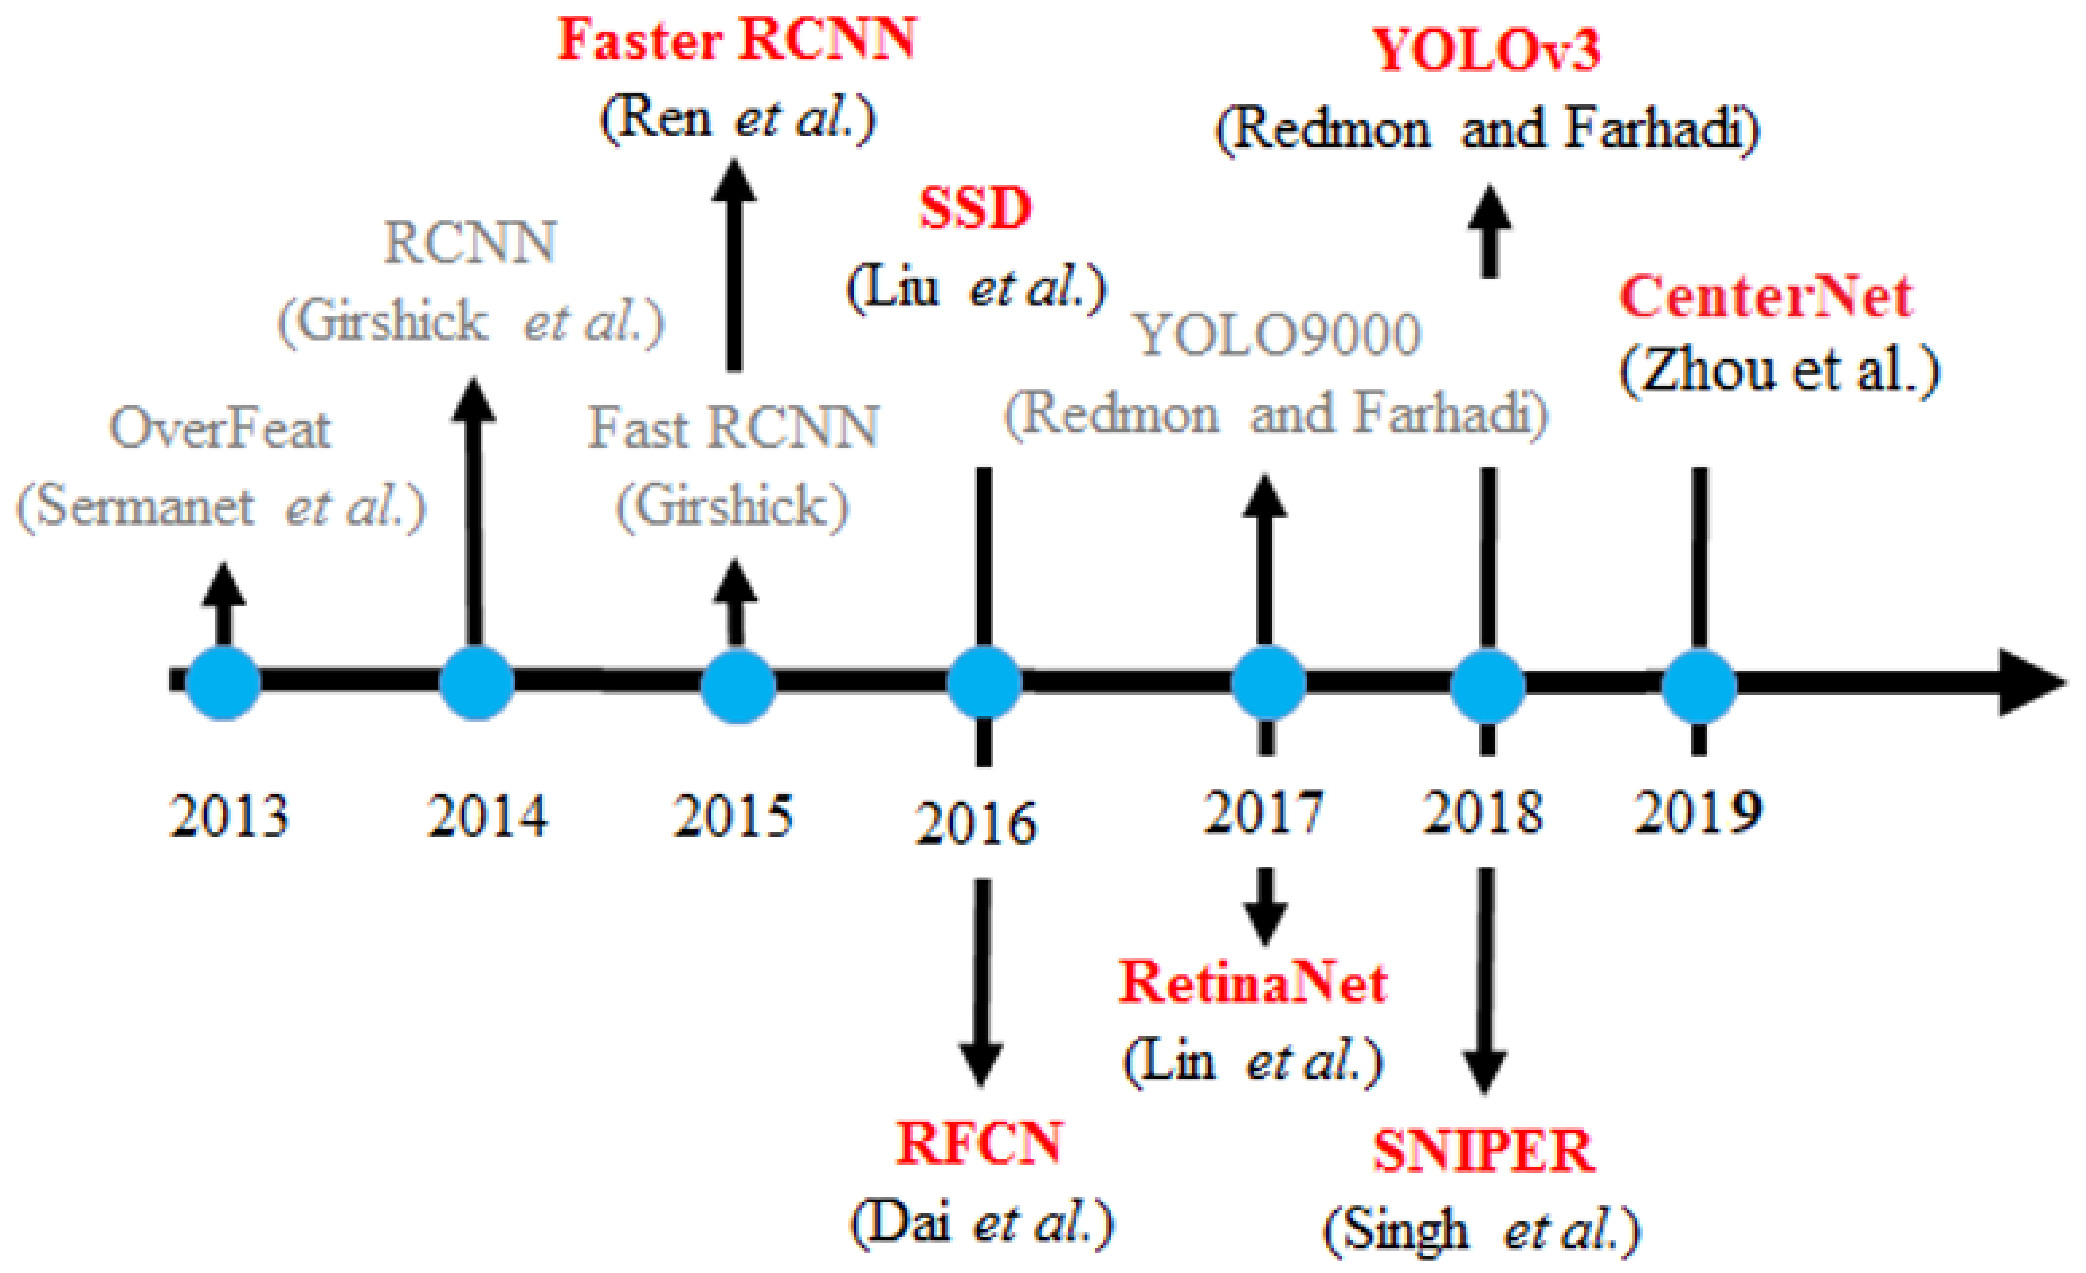 Faster RCNN
(Ren et al.)
YOLOv3
(Redmon and Farhadi)
SSD
(Liu et al.)
RCNN
(Girshick et al.)
CenterNet
(Zhou et al.)
YOLO9000
(Redmon and Farhadi)
OverFeat
(Sermanet et al.)
Fast RCNN
(Girshick)
2013
2014
2015
2016
2017
2018
2019
RetinaNet
(Lin et al.)
RFCN
(Dai et al.)
SNIPER
(Singh et al.)